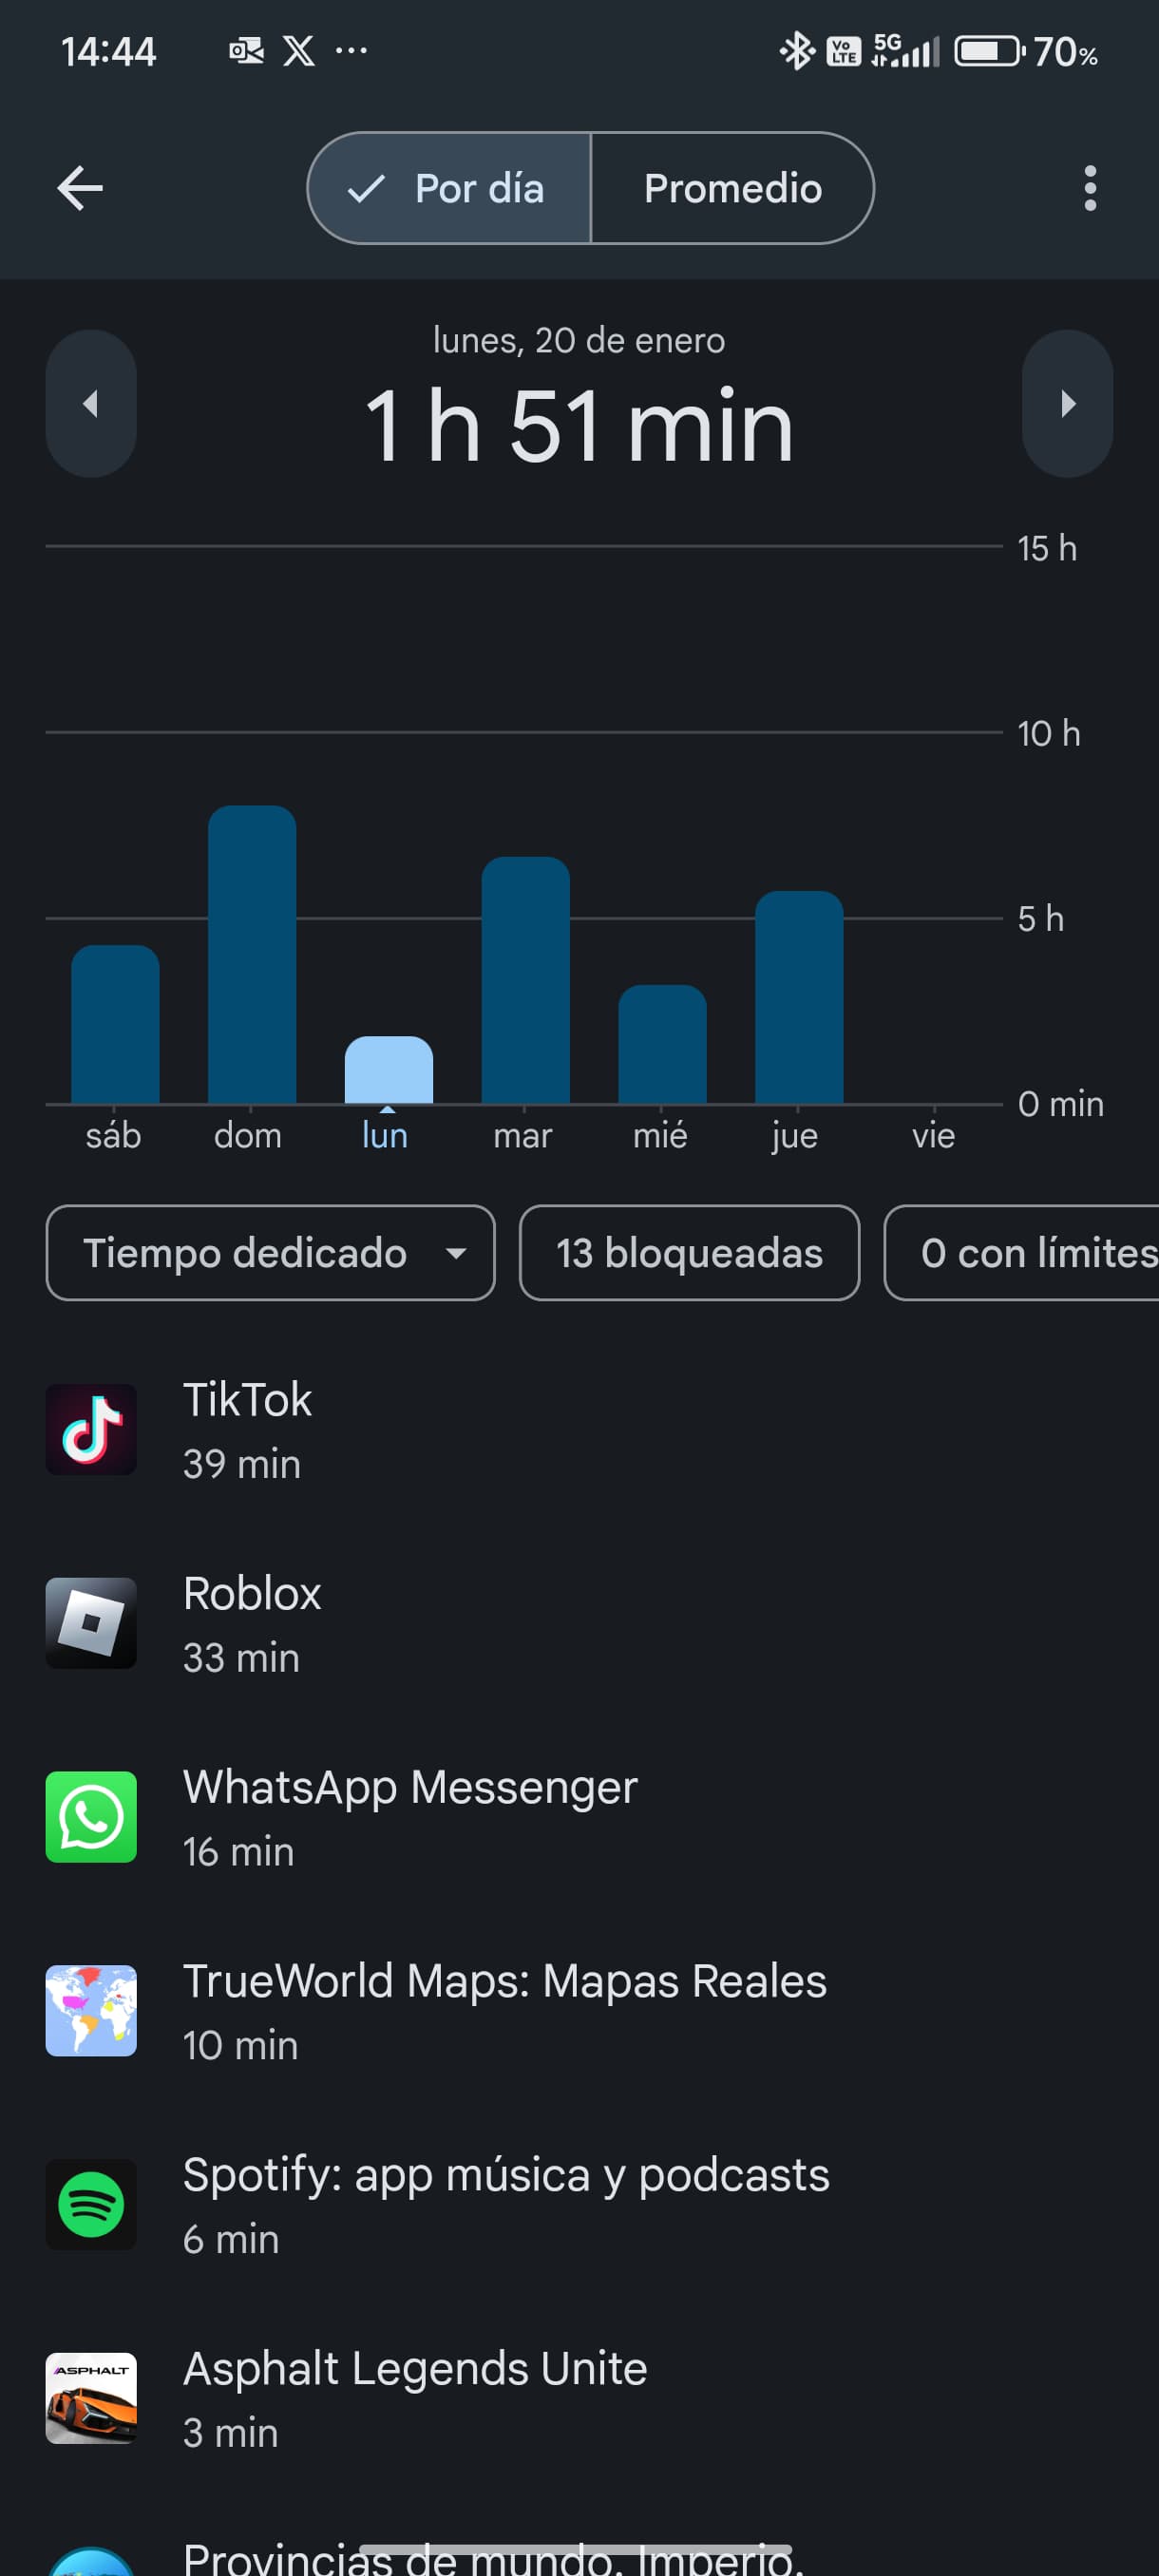 14:44
Vo
LTE
5G
70%
Por día
Promedio
lunes, 20 de enero
1 h 51 min
15 h
10 h
5 h
0 min
sáb dom lun mar mié jue vie
Tiempo dedicado
13 bloqueadas
0 con límites
TikTok
39 min
Roblox
33 min
WhatsApp Messenger
16 min
TrueWorld Maps: Mapas Reales
10 min
Spotify: app música y podcasts
6 min
ASPHALT
Asphalt Legends Unite
3 min
Provincias de mundo. Imperio.